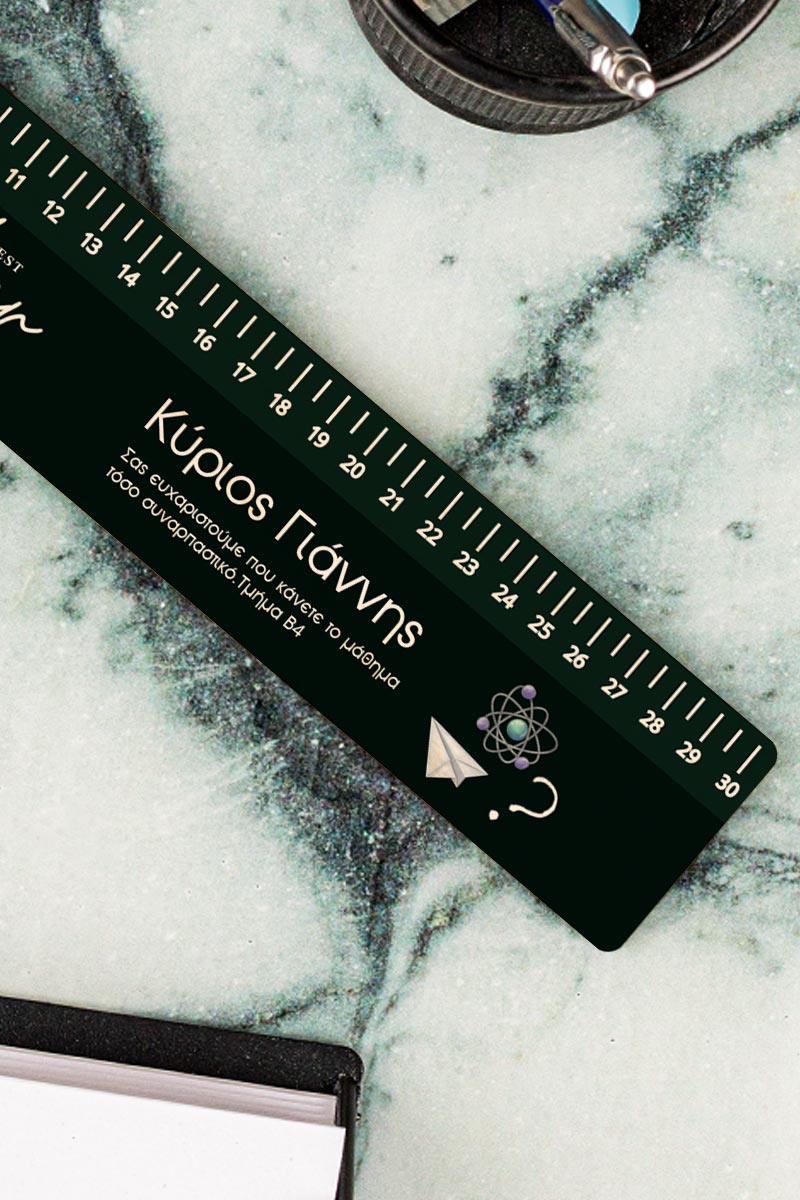 11 12 13 14 15 16 17 18 19 20 21 22 23 24 25 26 27 28 29 30
EST
Κύριος Γιάννης
Σας ευχαριστούμε που κάνετε το μάθημα
τόσο συναρπαστικό.Τμήμα Β4
?